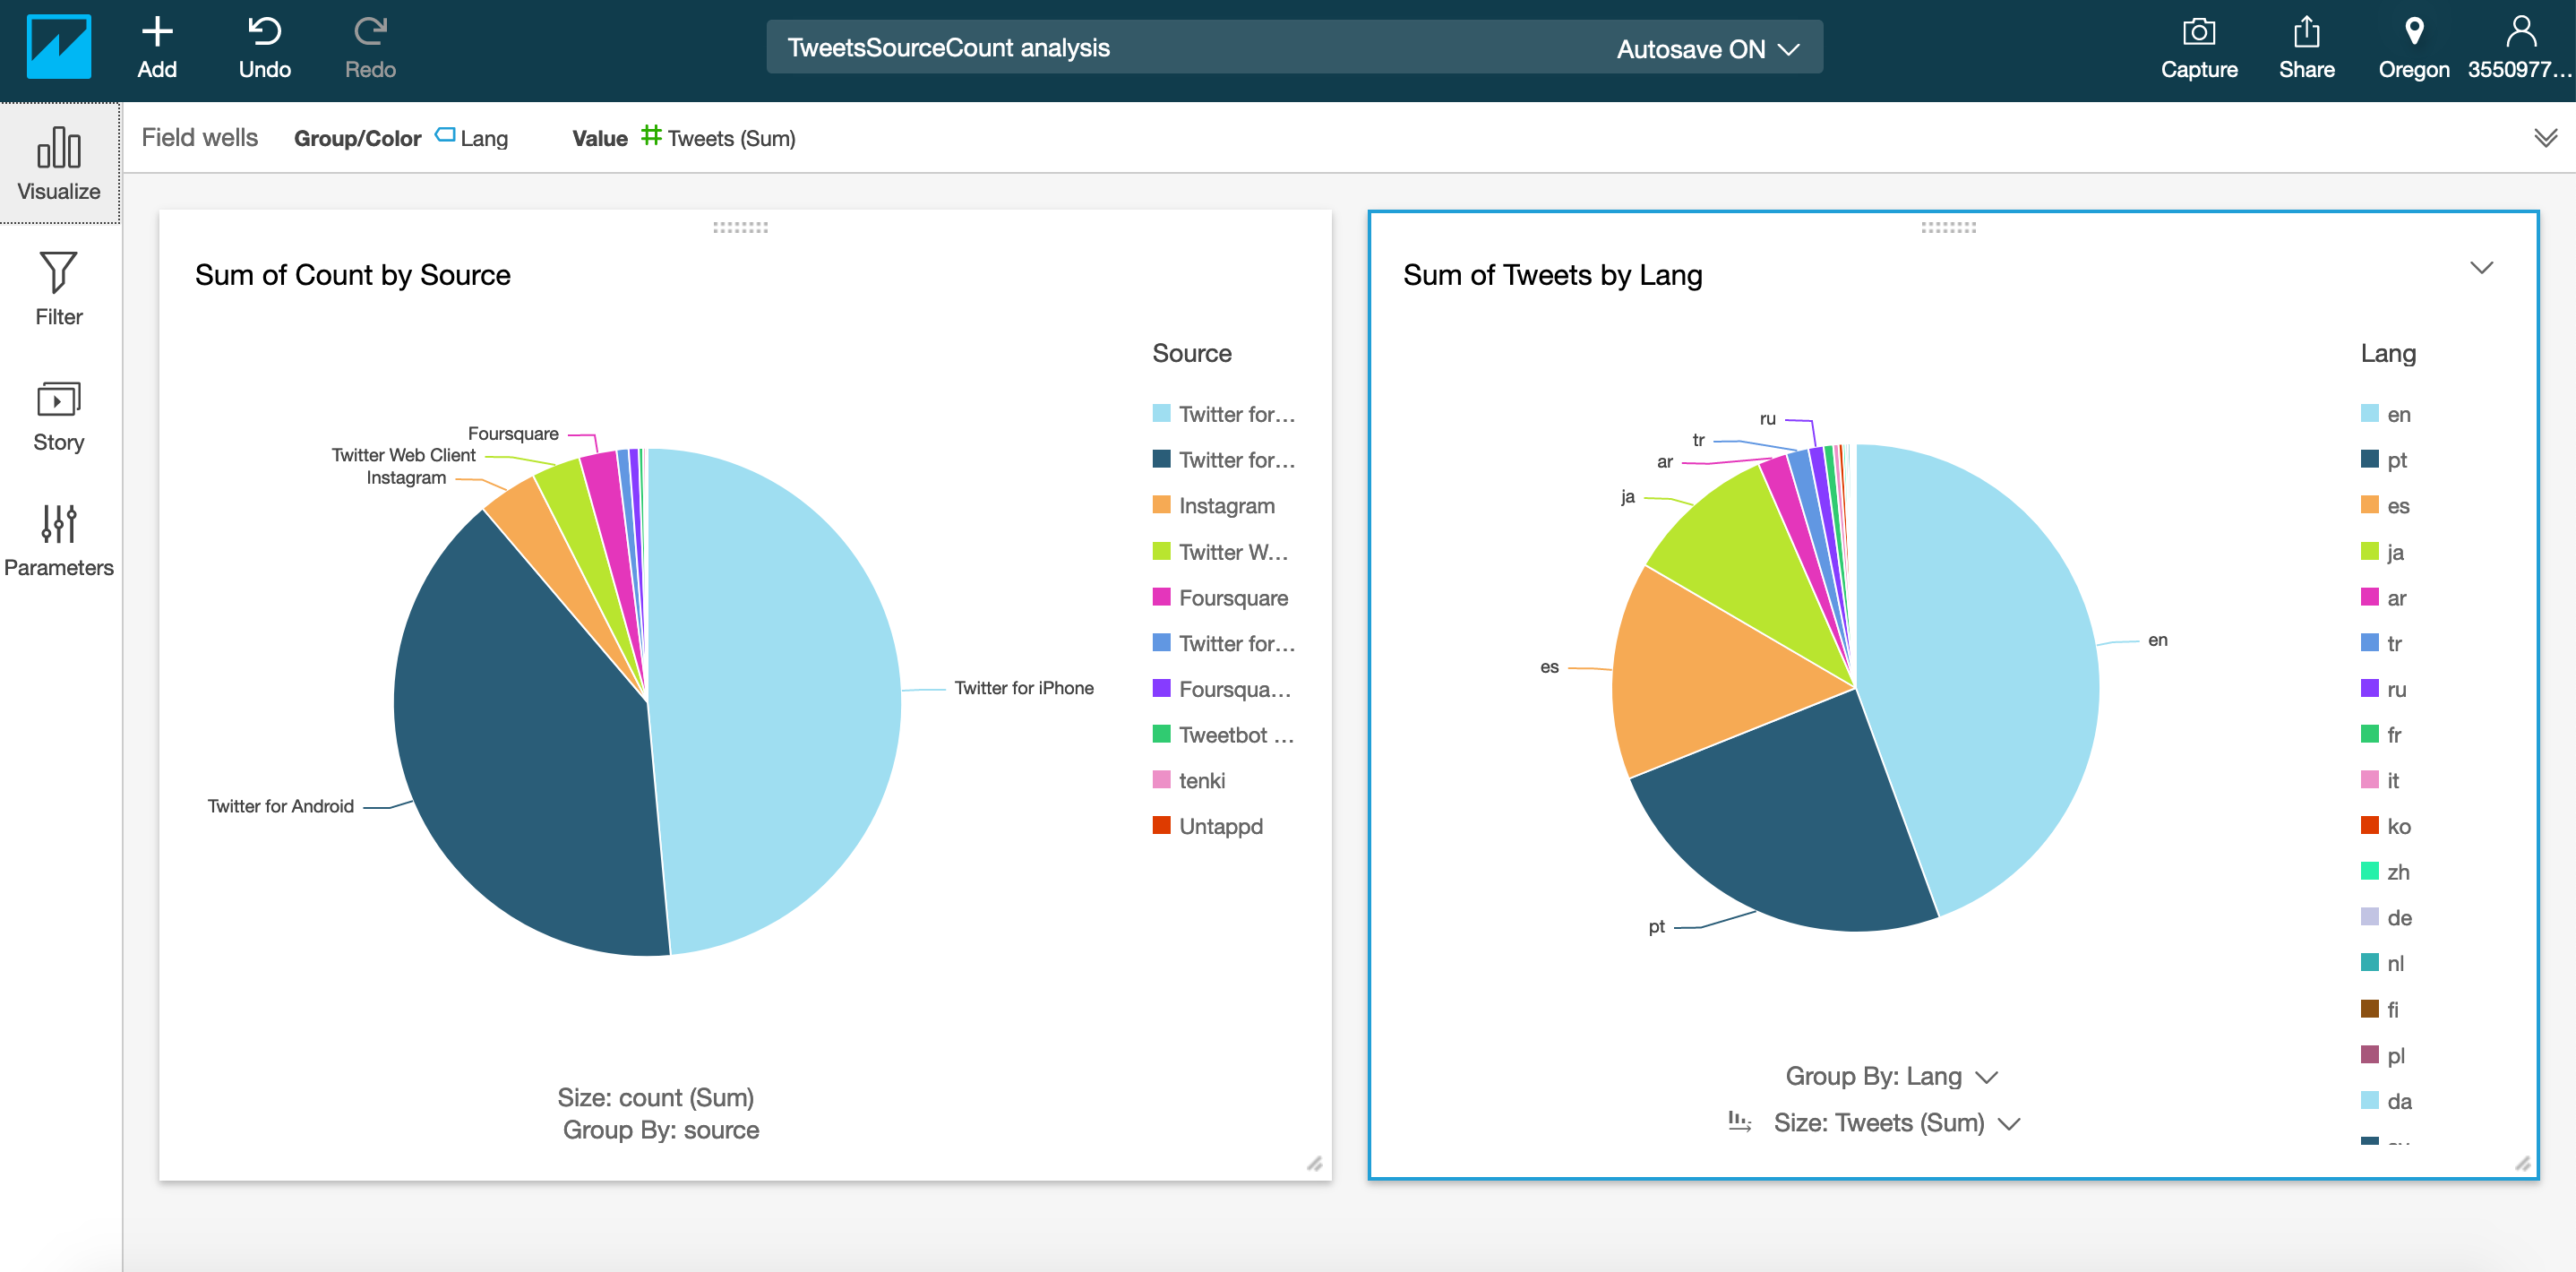 Add
Undo
Redo
TweetsSourceCount analysis
Autosave ON
Capture
Share
Oregon
3550977...
Visualize
Filter
Story
Parameters
Field wells Group/Color Lang Value Tweets (Sum)
Sum of Count by Source
Foursquare
Twitter Web Client
Instagram
Twitter for iPhone
Twitter for Android
Source
Twitter for...
Twitter for...
Instagram
Twitter W...
Foursquare
Twitter for...
Foursqua...
Tweetbot ...
tenki
Untappd
Size: count (Sum)
Group By: source
Sum of Tweets by Lang
ru
tr
ar
ja
en
es
pt
Lang
en
pt
es
ja
ar
tr
ru
fr
it
ko
zh
de
nl
fi
pl
da
Group By: Lang
Size: Tweets (Sum)